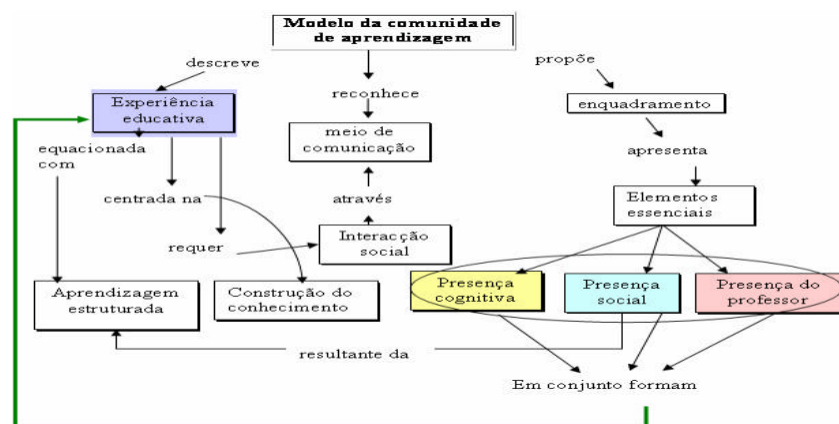 Modelo da comunidade
de aprendizagem
descreve
propõe
reconhece
Experiência
educativa
enquadramento
equacionada
com
meio de
comunicação
apresenta
centrada na
através
Elementos
essenciais
requer
Interacção
social
Aprendizagem
estruturada
Construção do
conhecimento
Presença
cognitiva
Presença
social
Presença do
professor
resultante da
Em conjunto formam